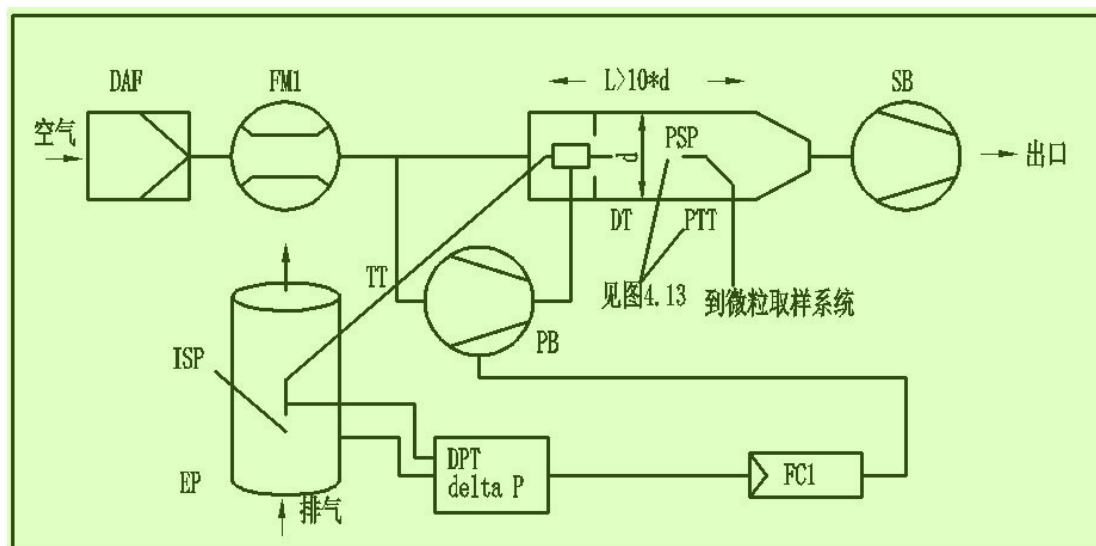 DAF
FM1
L>10*d
SB
空气
d
PSP
出口
DT
PTT
TT
见图4.13
到微粒取样系统
PB
ISP
DPT
delta P
FC1
EP
排气